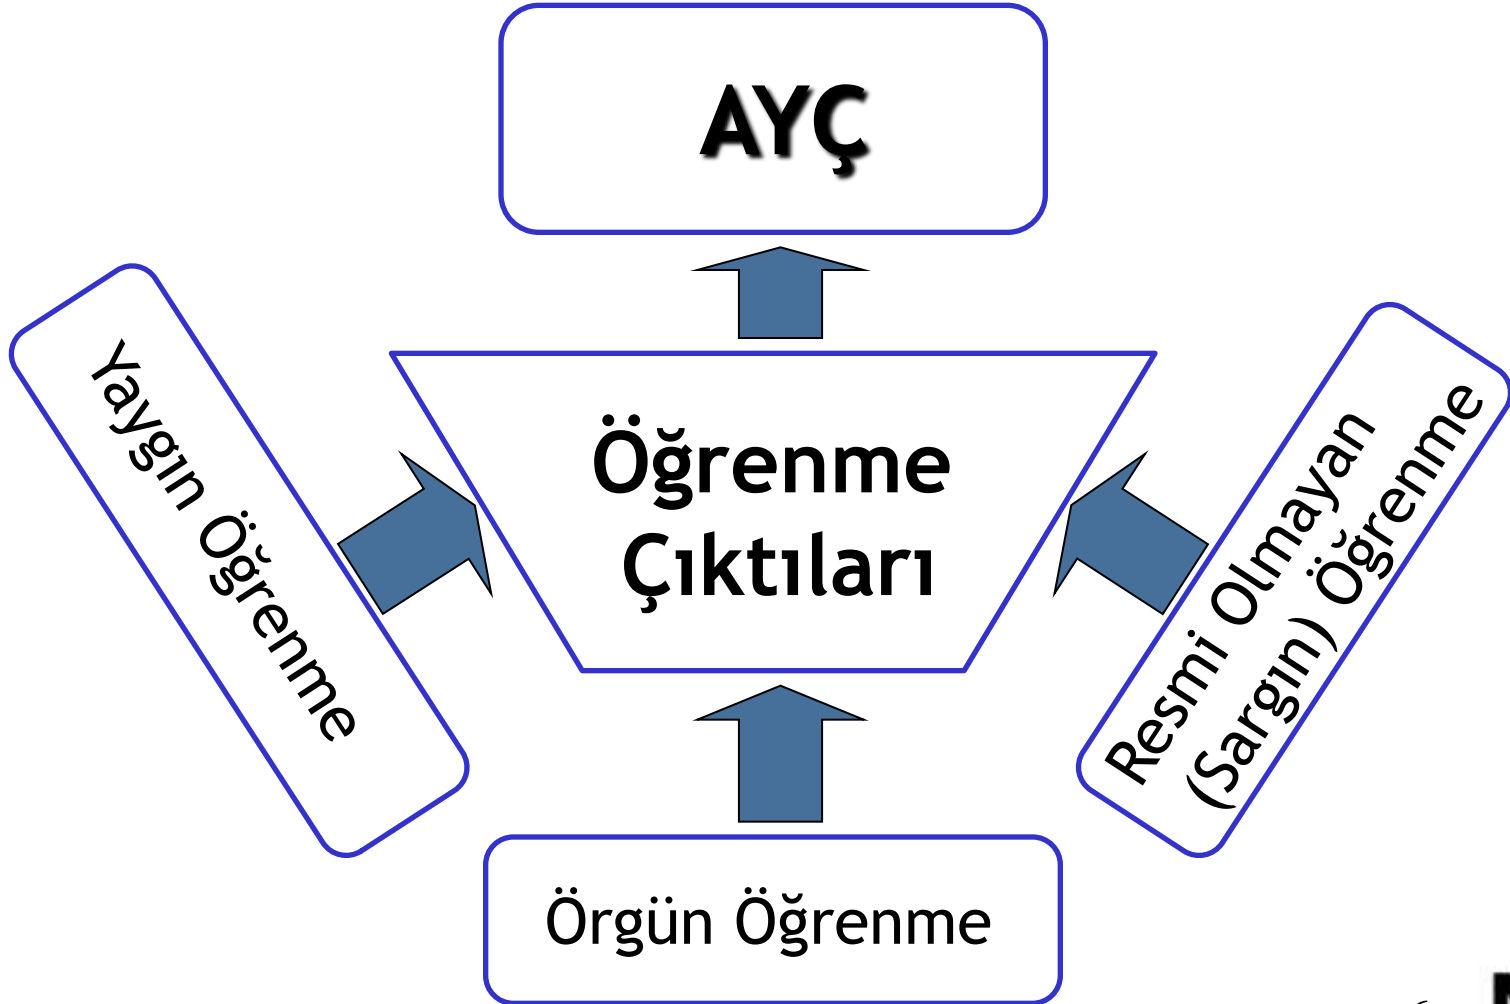 AYÇ
Yaygın Öğrenme
Öğrenme
Çıktıları
Resmi Olmayan
(Sargın) Öğrenme
Örgün Öğrenme